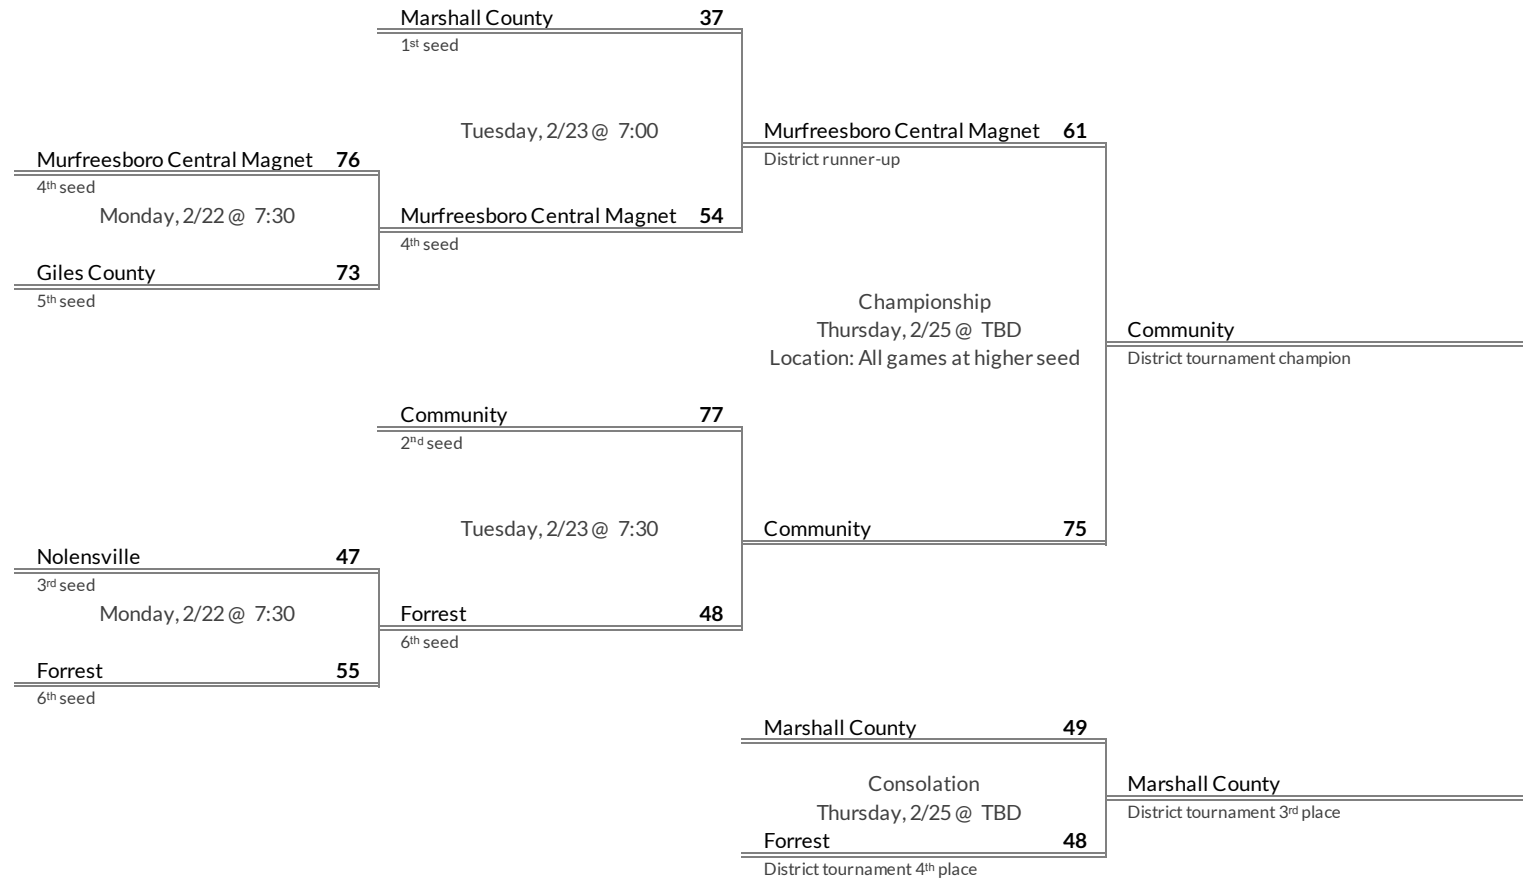 Marshall County 37
1st seed
Tuesday, 2/23 @ 7:00
Murfreesboro Central Magnet 61
District runner-up
Murfreesboro Central Magnet 76
4th seed
Monday, 2/22 @ 7:30
Murfreesboro Central Magnet 54
4th seed
Giles County 73
5th seed
Championship
Thursday, 2/25 @ TBD
Location: All games at higher seed
Community
District tournament champion
Community 77
2nd seed
Tuesday, 2/23 @ 7:30
Community 75
Nolensville 47
3rd seed
Monday, 2/22 @ 7:30
Forrest 48
6th seed
Forrest 55
6th seed
Marshall County 49
Consolation
Thursday, 2/25 @ TBD
Marshall County
District tournament 3rd place
Forrest 48
District tournament 4th place